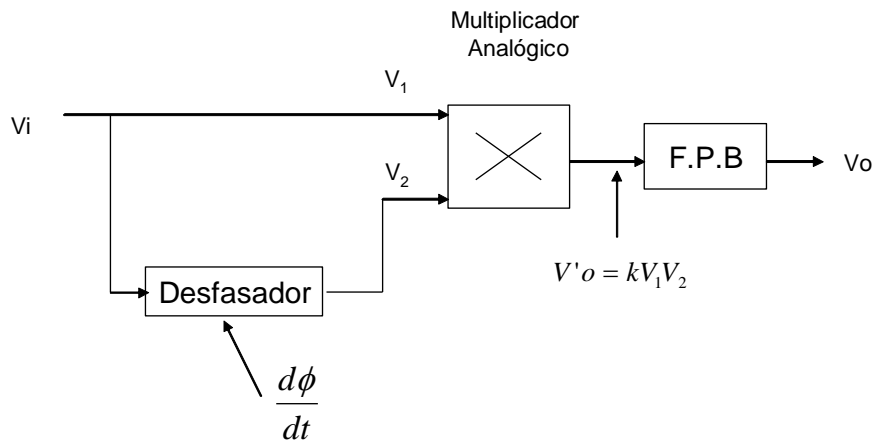 Multiplicador
Analógico
V₁
Vi
V₂
F.P.B
Vo
V'o = kV₁V₂
Desfasador
dϕ
dt